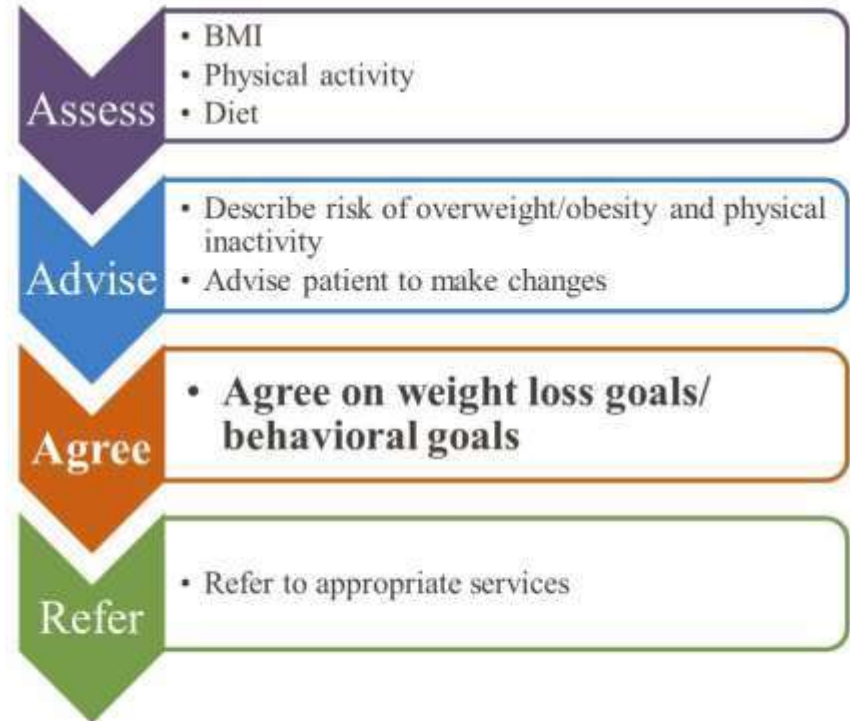 Assess
• BMI
• Physical activity
• Diet
Advise
• Describe risk of overweight/obesity and physical
inactivity
• Advise patient to make changes
Agree
• Agree on weight loss goals/
behavioral goals
Refer
• Refer to appropriate services